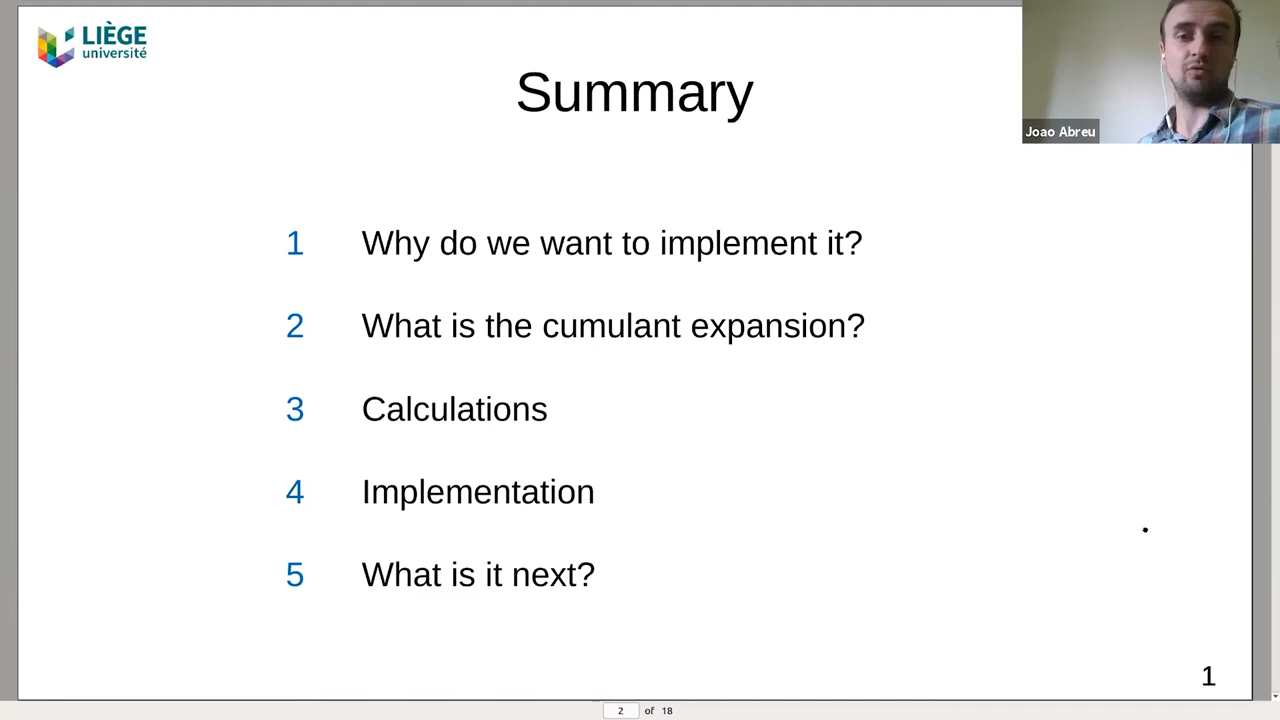 LIÈGE
université
Summary
Joao Abreu
1 Why do we want to implement it?
2 What is the cumulant expansion?
3 Calculations
4 Implementation
5 What is it next?
1
2 of 18